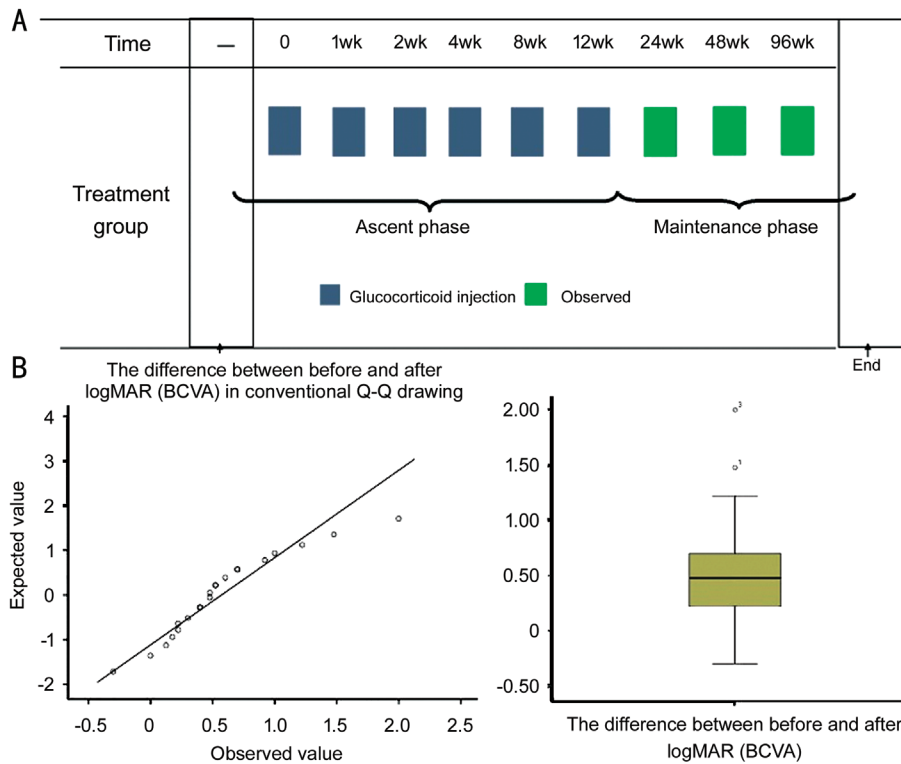 A
Time — 0 1wk 2wk 4wk 8wk 12wk 24wk 48wk 96wk
Treatment
group
Ascent phase Maintenance phase
Glucocorticoid injection Observed
End
B
The difference between before and after
logMAR (BCVA) in conventional Q-Q drawing
Expected value
4
3
2
1
0
-1
-2
-0.5 0 0.5 1.0 1.5 2.0 2.5
Observed value
2.00
1.50
1.00
0.50
0
-0.50
3
1
The difference between before and after
logMAR (BCVA)